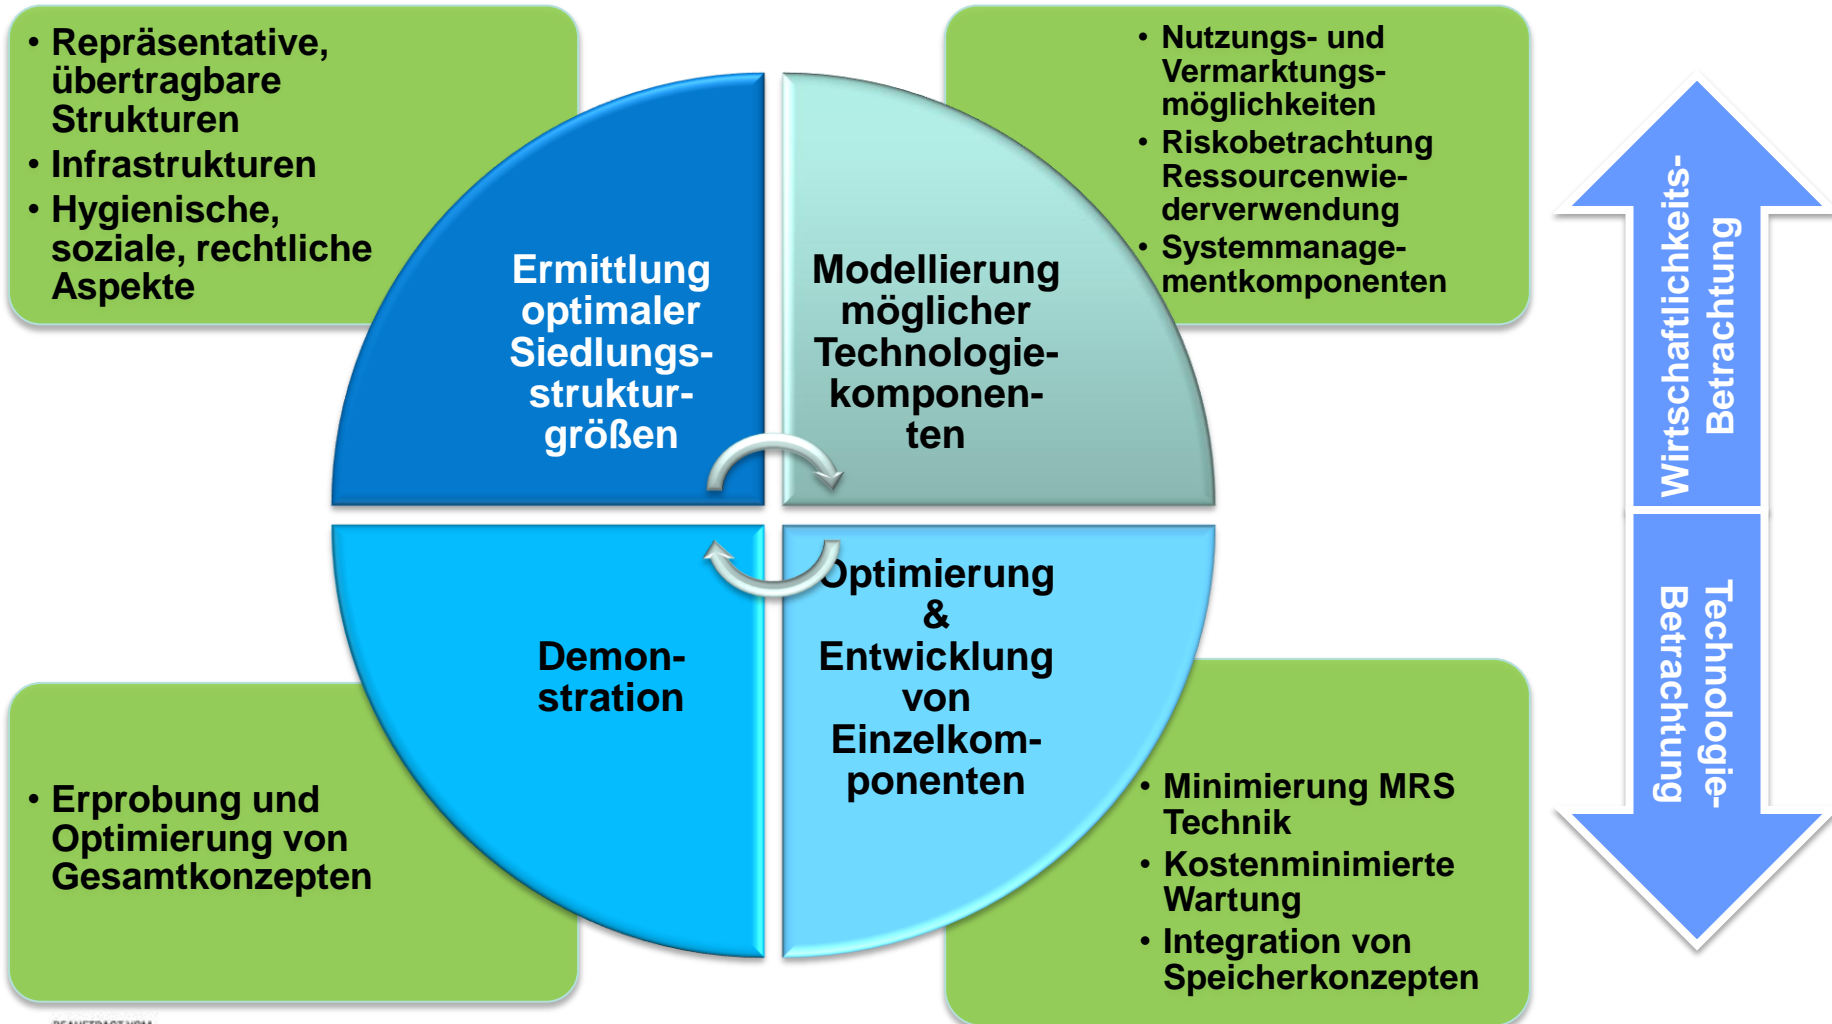 • Repräsentative,
übertragbare
Strukturen
• Infrastrukturen
• Hygienische,
soziale, rechtliche
Aspekte
Ermittlung
optimaler
Siedlungs-
struktur-
größen
Modellierung
möglicher
Technologie-
komponen-
ten
• Nutzungs- und
Vermarktungs-
möglichkeiten
• Riskobetrachtung
Ressourcenwie-
derverwendung
• Systemmanage-
mentkomponenten
Wirtschaftlichkeits-
Betrachtung
Demon-
stration
Optimierung
&
Entwicklung
von
Einzelkom-
ponenten
• Erprobung und
Optimierung von
Gesamtkonzepten
• Minimierung MRS
Technik
• Kostenminimierte
Wartung
• Integration von
Speicherkonzepten
Technologie-
Betrachtung